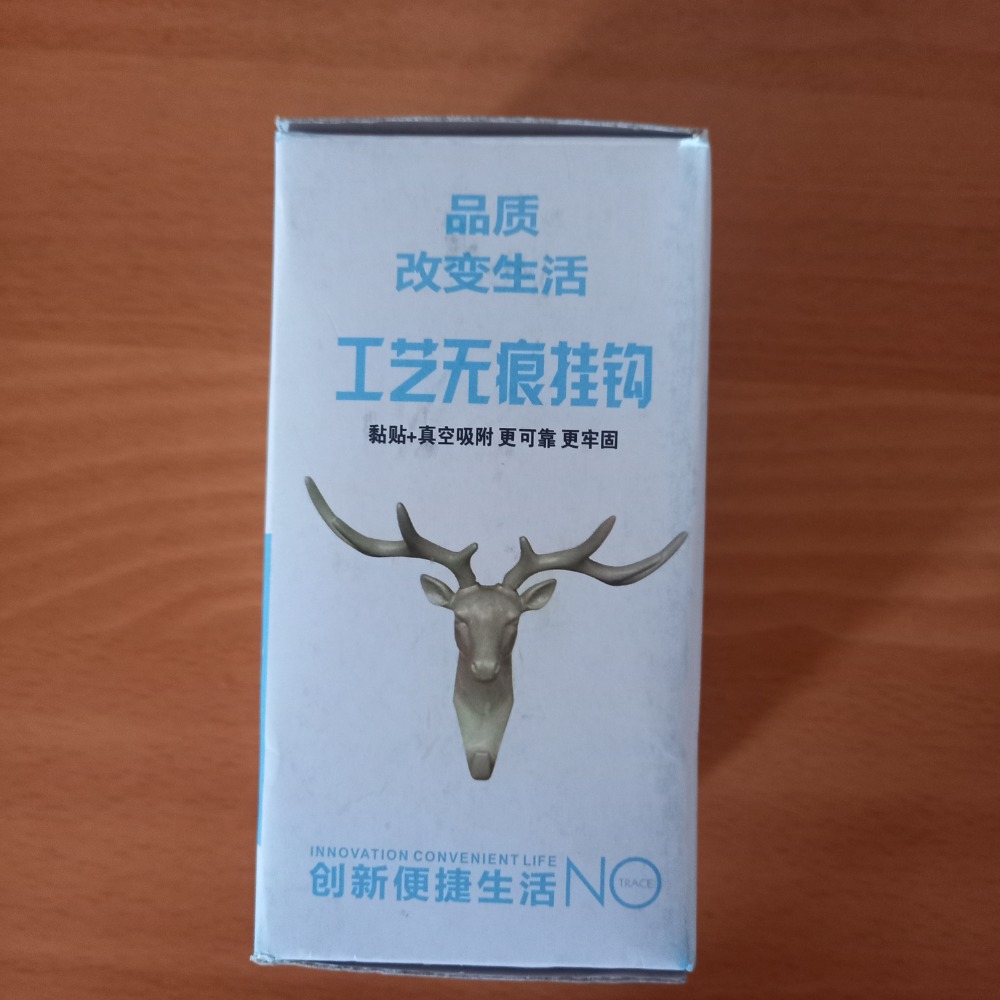 品质
改变生活
工艺无痕挂钩
黏贴+真空吸附 更可靠 更牢固
INNOVATION CONVENIENT LIFE
创新便捷生活 NO
TRACE